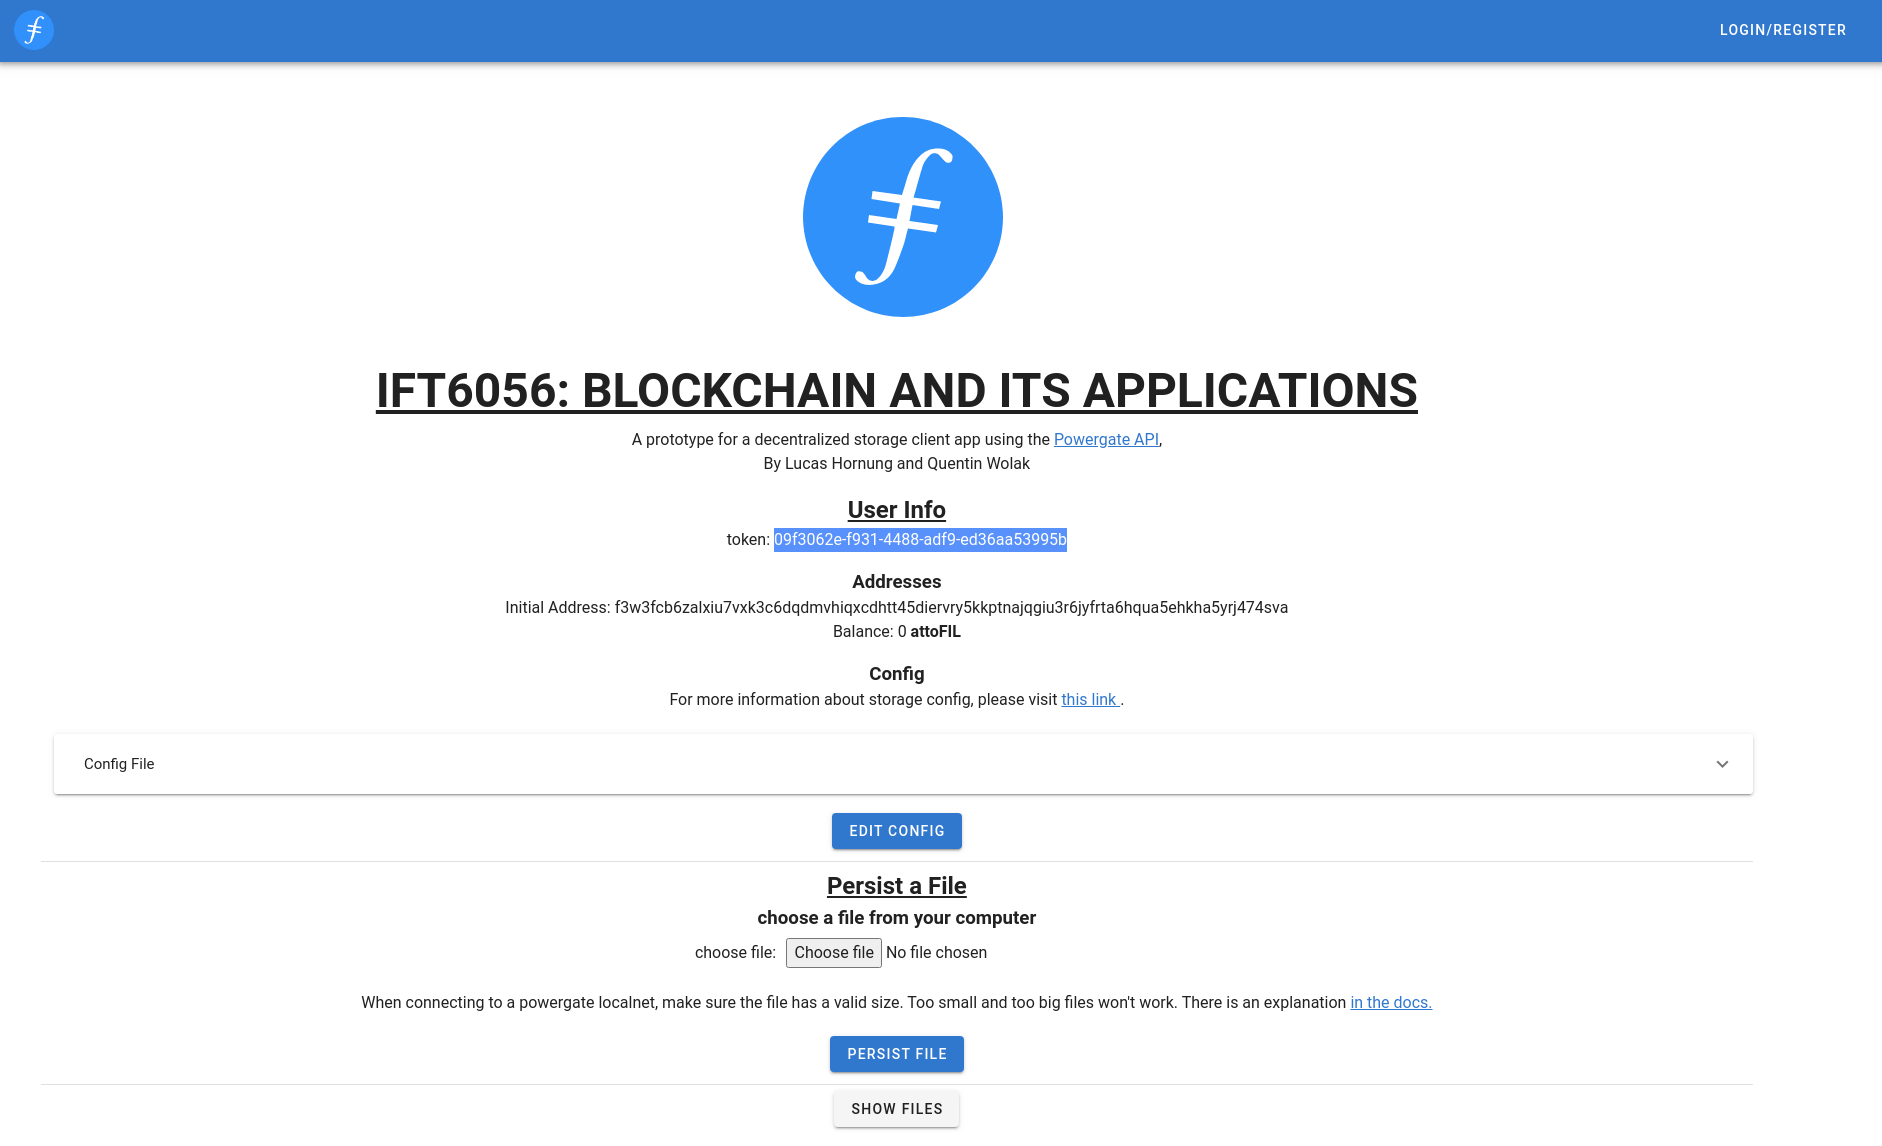 LOGIN/REGISTER
IFT6056: BLOCKCHAIN AND ITS APPLICATIONS
A prototype for a decentralized storage client app using the Powergate API,
By Lucas Hornung and Quentin Wolak
User Info
token: 09f3062e-f931-4488-adf9-ed36aa53995b
Addresses
Initial Address: f3w3fcb6zalxiu7vxk3c6dqdmvhiqxcdhtt45diervry5kkptnajqgiu3r6jyfrta6hqua5ehkha5yrj474sva
Balance: 0 attoFIL
Config
For more information about storage config, please visit this link .
Config File
EDIT CONFIG
Persist a File
choose a file from your computer
choose file: Choose file No file chosen
When connecting to a powergate localnet, make sure the file has a valid size. Too small and too big files won't work. There is an explanation in the docs.
PERSIST FILE
SHOW FILES